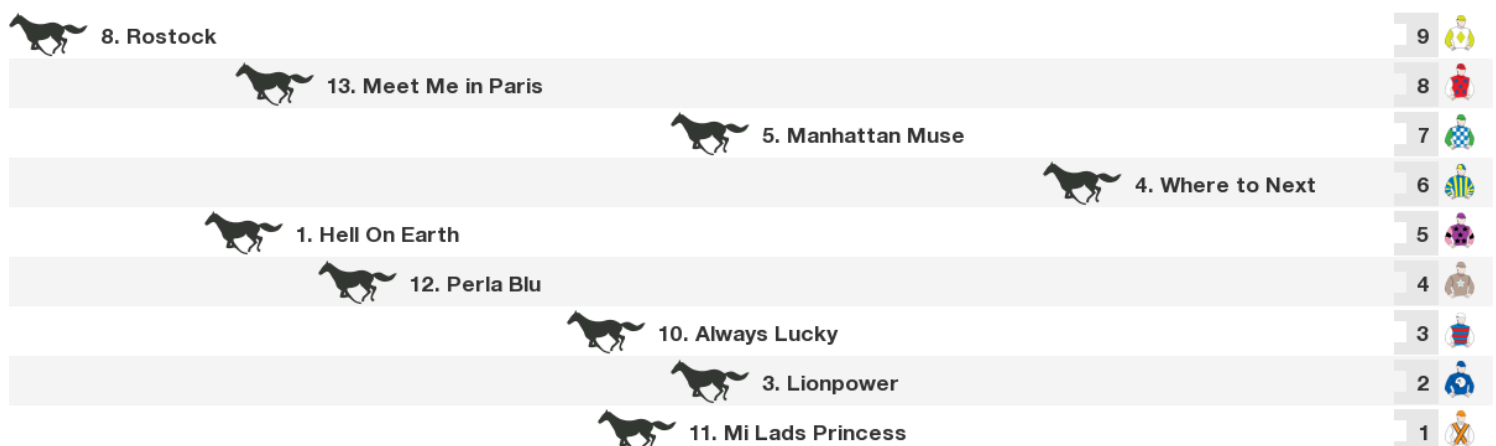 8. Rostock 9
13. Meet Me in Paris 8
5. Manhattan Muse 7
4. Where to Next 6
1. Hell On Earth 5
12. Perla Blu 4
10. Always Lucky 3
3. Lionpower 2
11. Mi Lads Princess 1